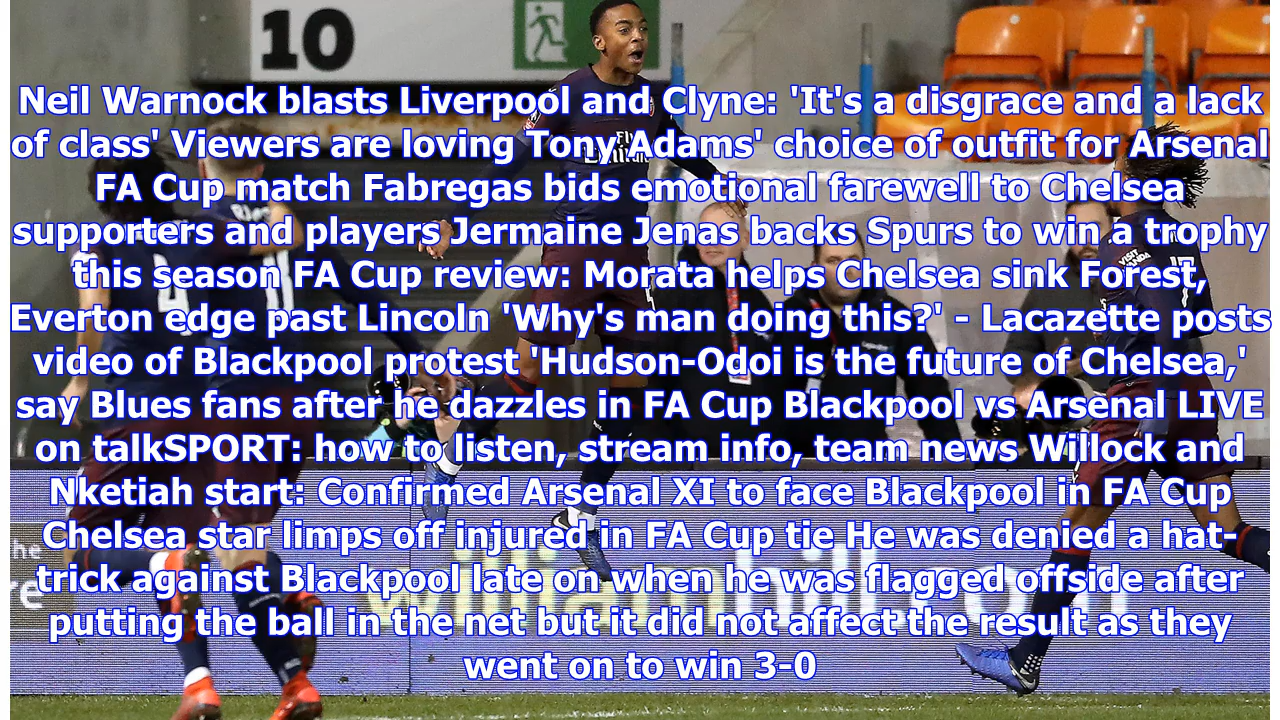 10
Neil Warnock blasts Liverpool and Clyne: 'It's a disgrace and a lack
of class' Viewers are loving Tony Adams' choice of outfit for Arsenal
FA Cup match Fabregas bids emotional farewell to Chelsea
supporters and players Jermaine Jenas backs Spurs to win a trophy
this season FA Cup review: Morata helps Chelsea sink Forest,
Everton edge past Lincoln 'Why's man doing this?' - Lacazette posts
video of Blackpool protest 'Hudson-Odoi is the future of Chelsea,'
say Blues fans after he dazzles in FA Cup Blackpool vs Arsenal LIVE
on talkSPORT: how to listen, stream info, team news Willock and
Nketiah start: Confirmed Arsenal XI to face Blackpool in FA Cup
Chelsea star limps off injured in FA Cup tie He was denied a hat-
trick against Blackpool late on when he was flagged offside after
putting the ball in the net but it did not affect the result as they
went on to win 3-0